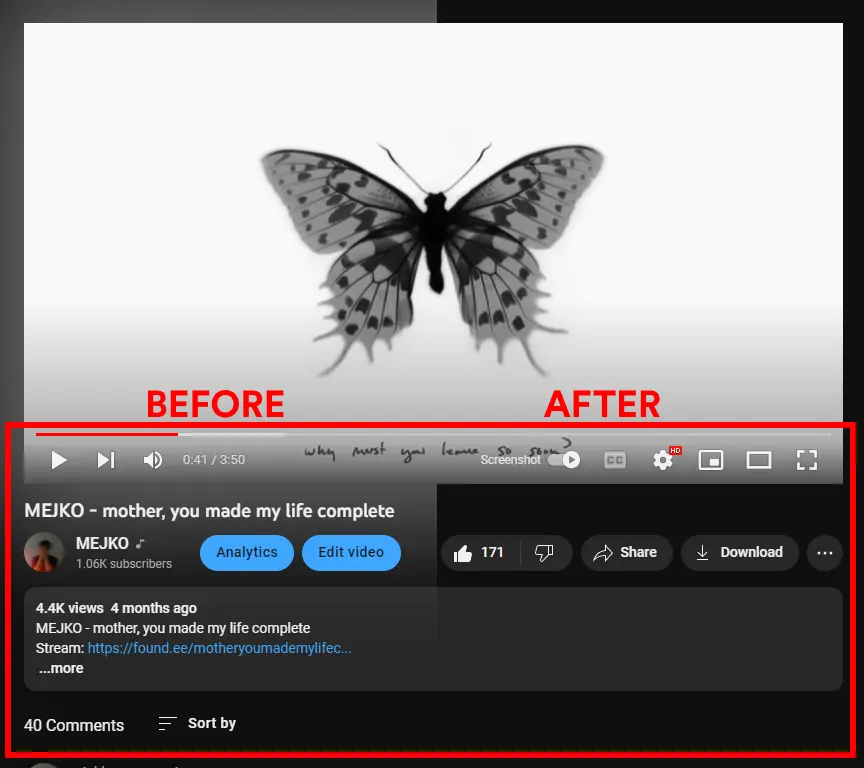 BEFORE AFTER
why must you leave so soon?
0:41 / 3:50 Screenshot CC HD
MEJKO - mother, you made my life complete
MEJKO
1.06K subscribers
Analytics Edit video 171 Share Download
4.4K views 4 months ago
MEJKO - mother, you made my life complete
Stream: https://found.ee/motheryoumademylifec...
...more
40 Comments Sort by